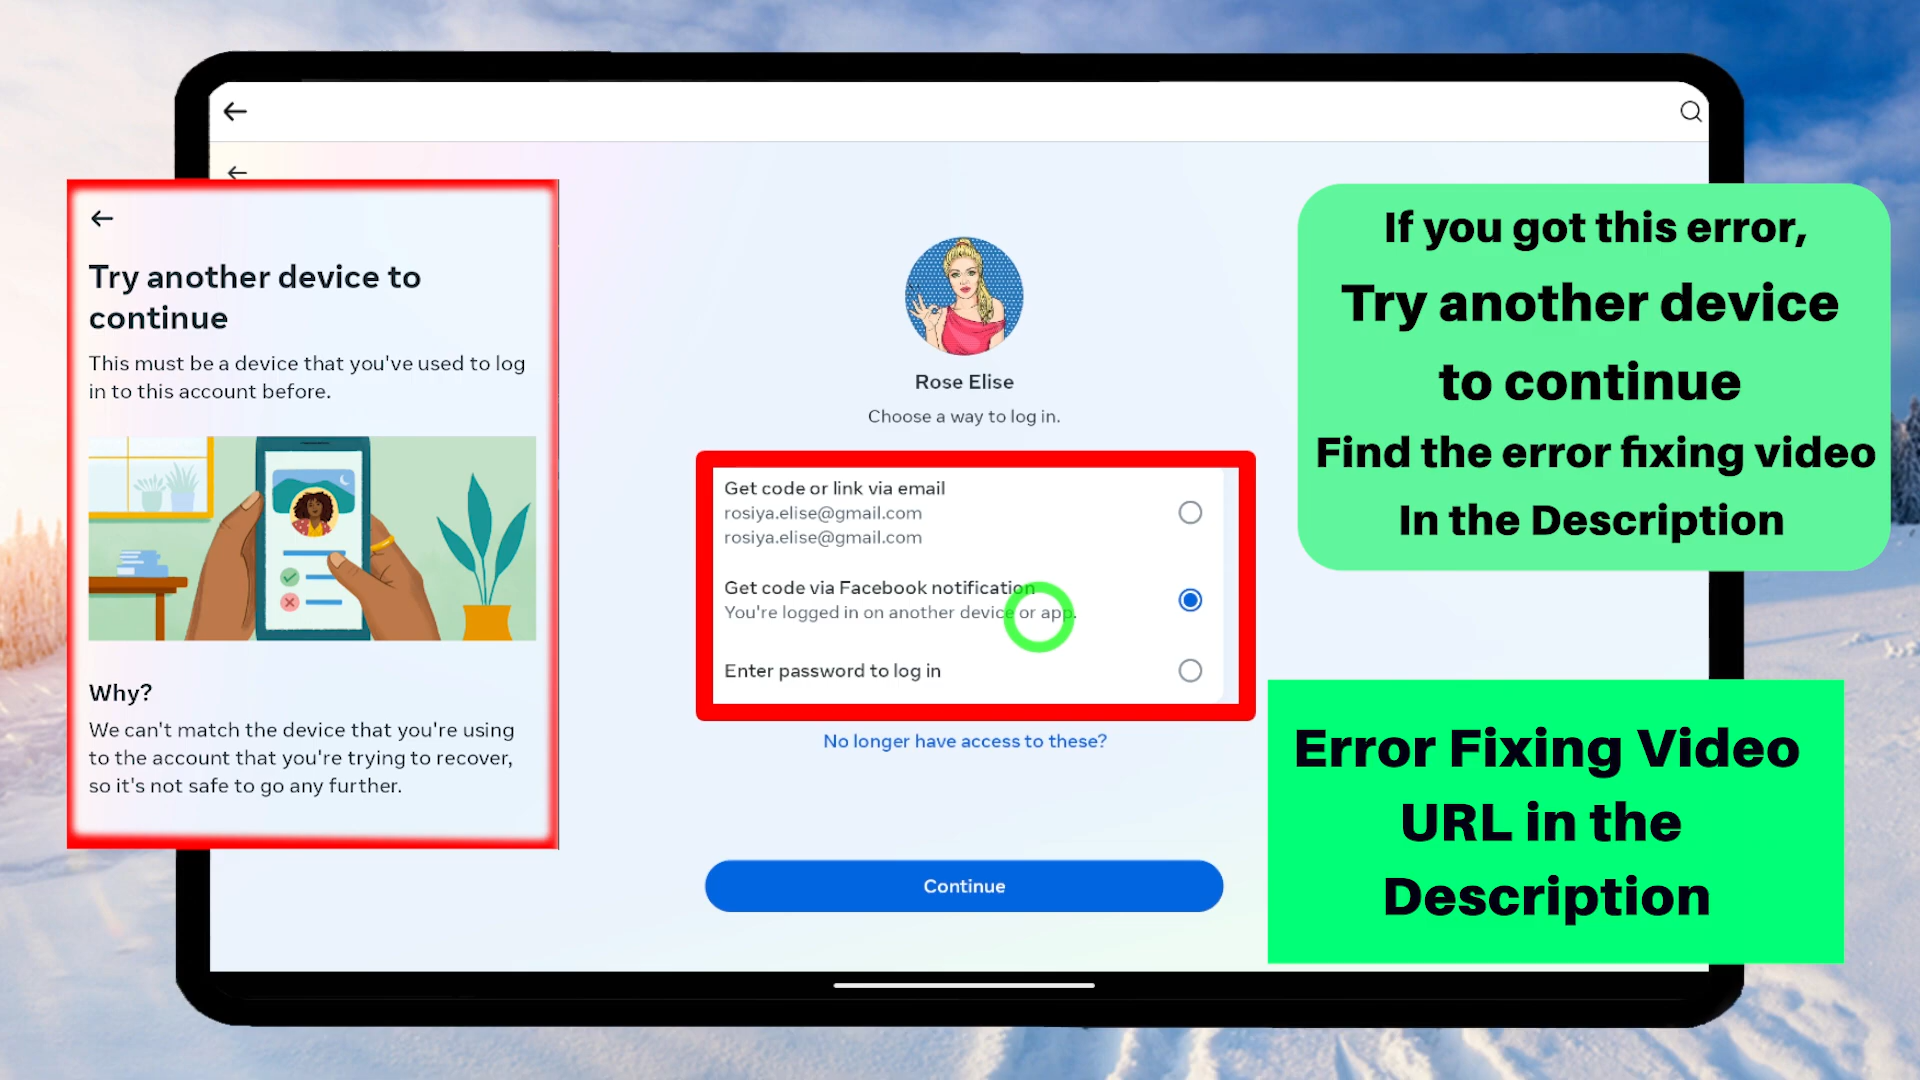 Try another device to
continue
This must be a device that you've used to log
in to this account before.
Why?
We can't match the device that you're using
to the account that you're trying to recover,
so it's not safe to go any further.
Rose Elise
Choose a way to log in.
Get code or link via email
rosiya.elise@gmail.com
rosiya.elise@gmail.com
Get code via Facebook notification
You're logged in on another device or app.
Enter password to log in
No longer have access to these?
Continue
If you got this error,
Try another device
to continue
Find the error fixing video
In the Description
Error Fixing Video
URL in the
Description